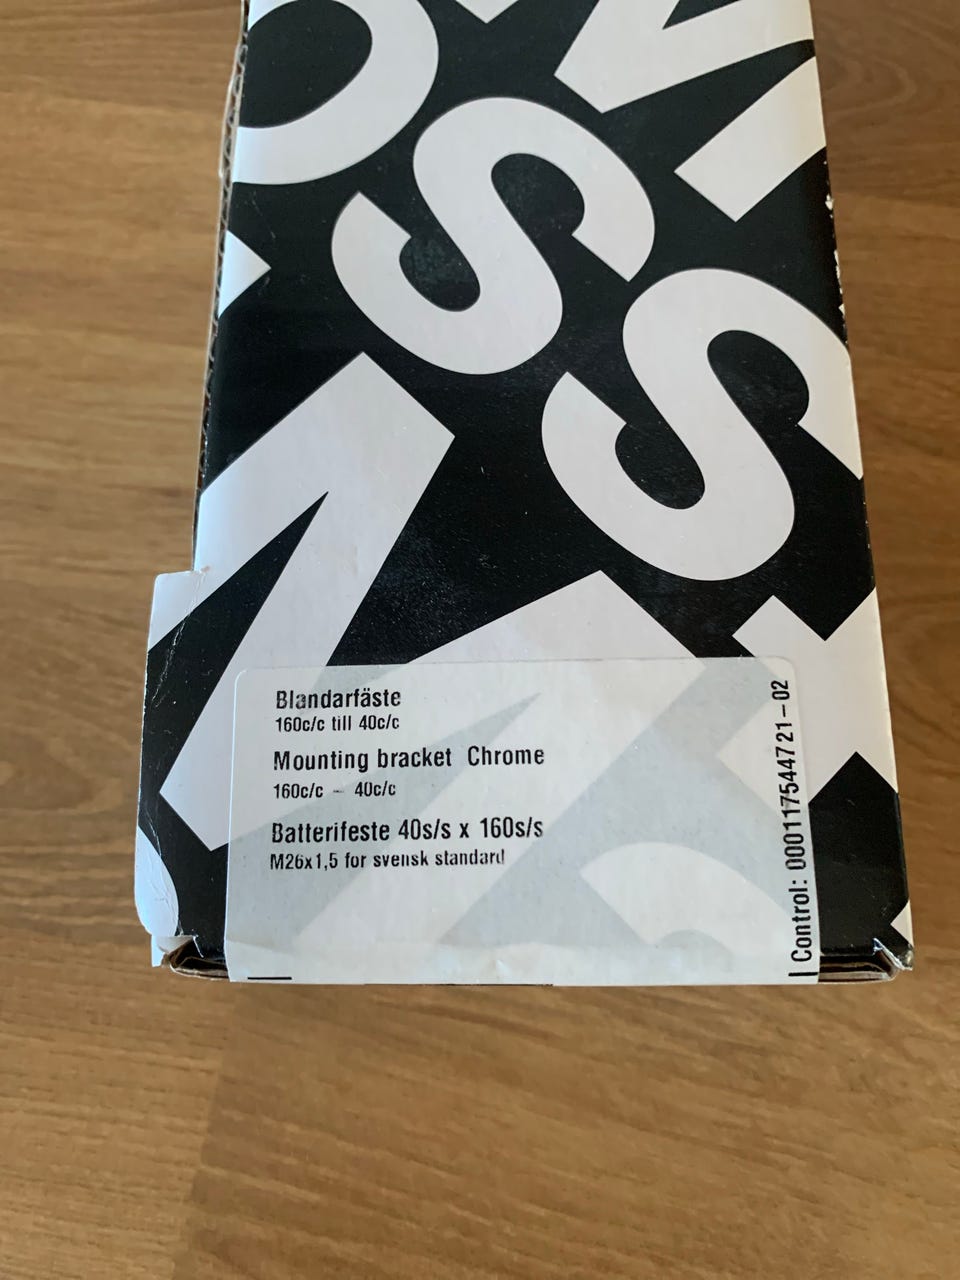 Blandarfäste
160c/c till 40c/c
Mounting bracket Chrome
160c/c - 40c/c
Batterifeste 40s/s x 160s/s
M26x1,5 for svensk standard
Control: 0001175447 21-02